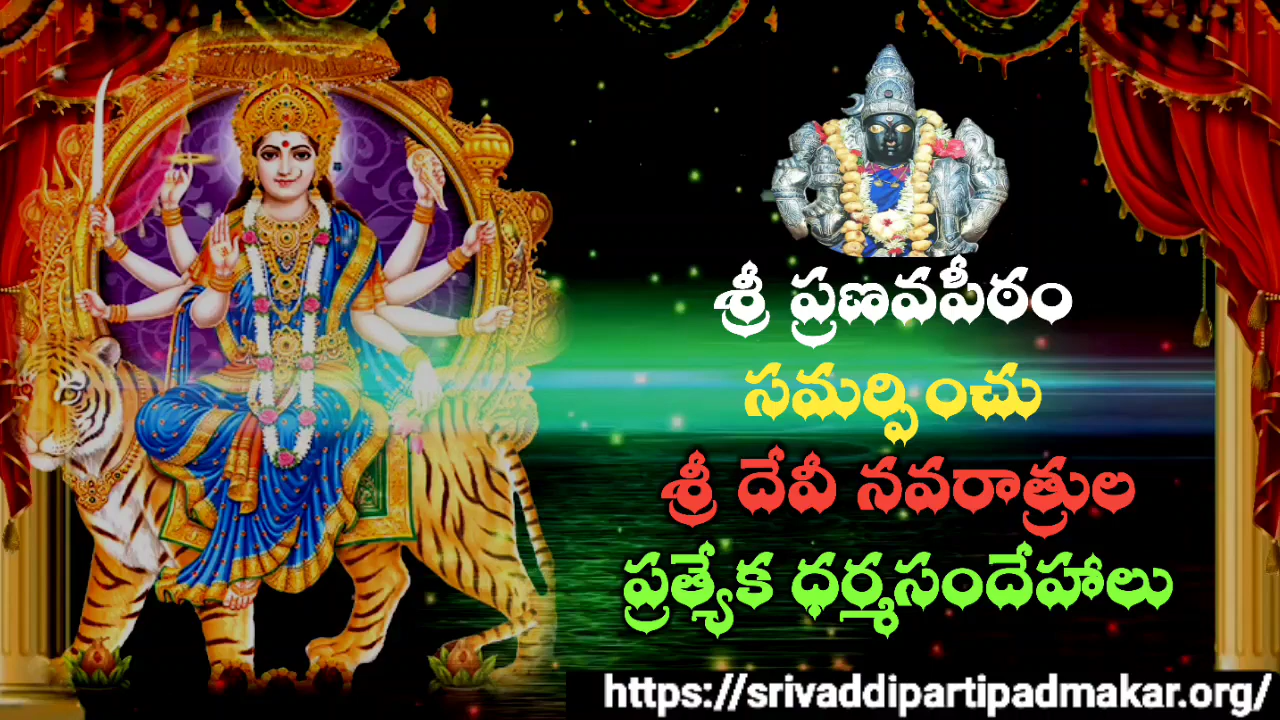 శ్రీ ప్రణవపీఠం
సమర్పించు
శ్రీ దేవీ నవరాత్రుల
ప్రత్యేక ధర్మసందేహాలు
https://srivaddipartipadmakar.org/